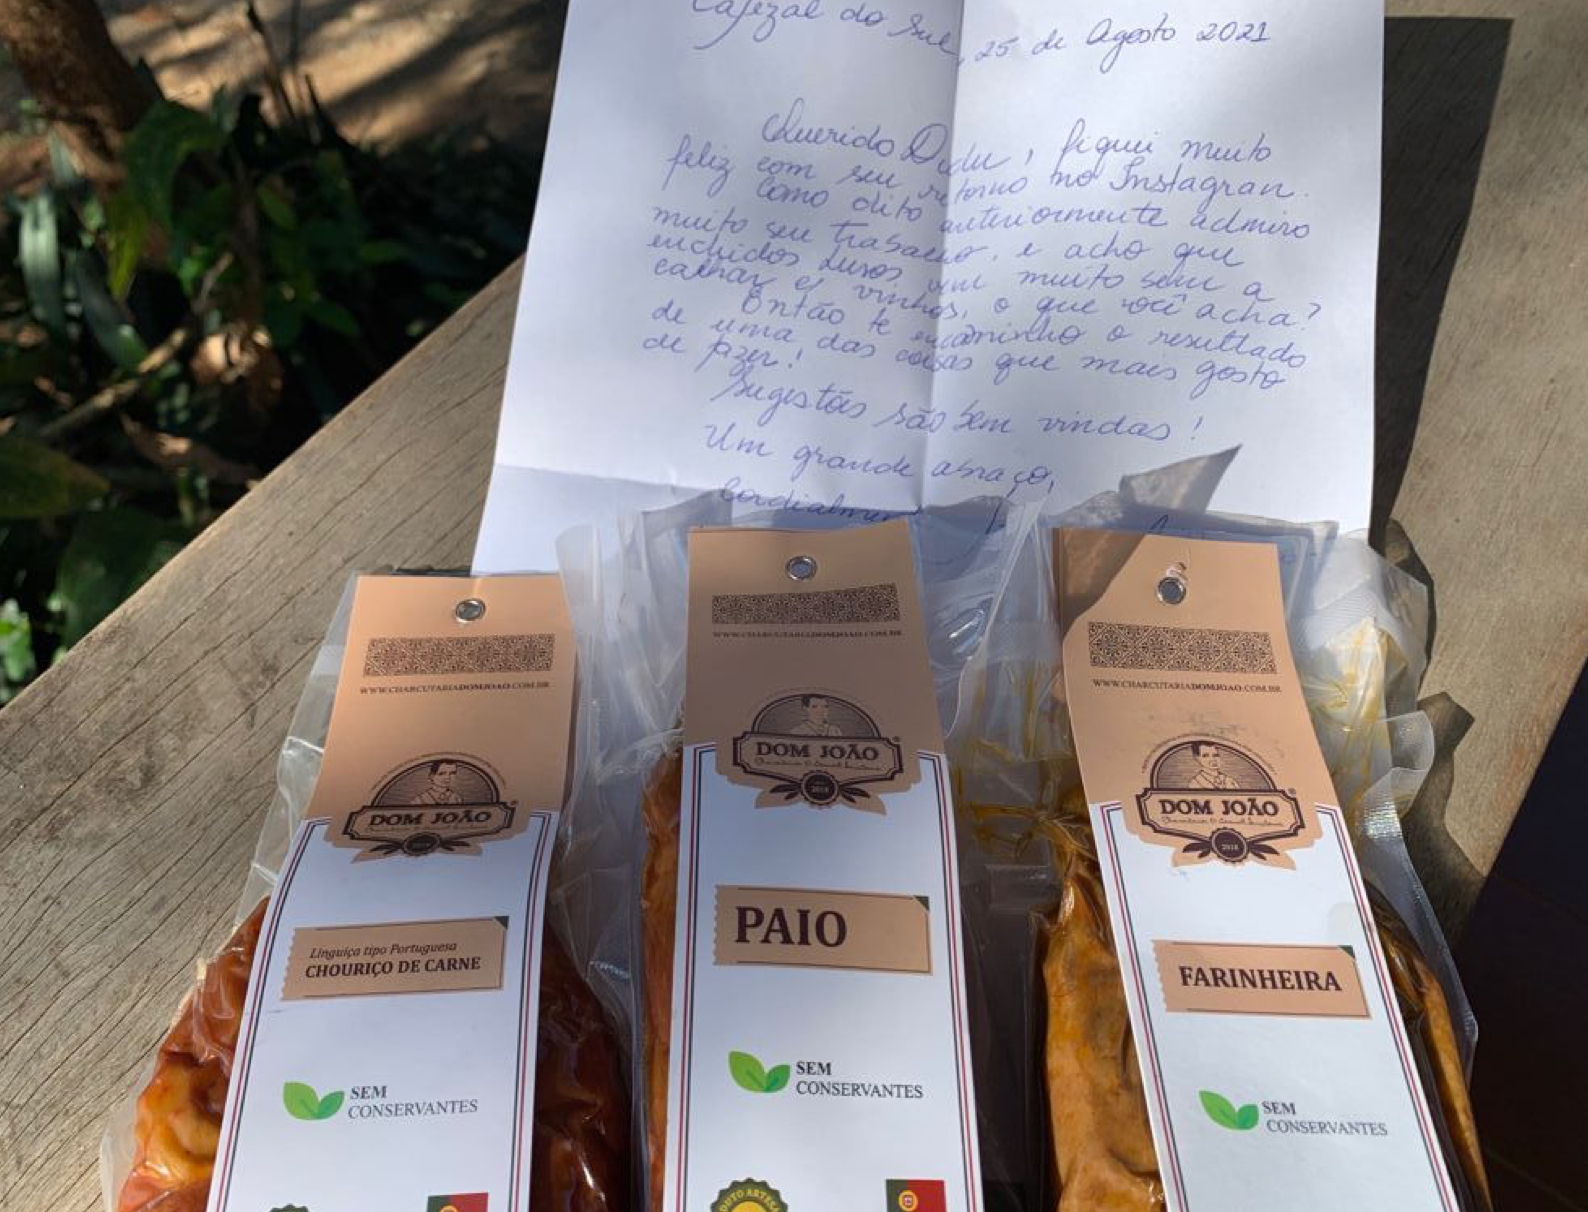 Cafezal do Sul, 25 de Agosto 2021
Querido Dudu, fiquei muito
feliz com seu retorno no Instagran.
Como dito anteriormente admiro
muito seu trabalho, e acho que
enchidos lusos vem muito bem a
calhar c/ vinhos, o que você acha?
Então te encaminho o resultado
de uma das coisas que mais gosto
de fazer!
Sugestões são bem vindas!
Um grande abraço,
WWW.CHARCUTARIADOMJOAO.COM.BR
DOM JOÃO®
Linguiça tipo Portuguesa
CHOURIÇO DE CARNE
SEM
CONSERVANTES
WWW.CHARCUTARIADOMJOAO.COM.BR
DOM JOÃO®
2018
PAIO
SEM
CONSERVANTES
WWW.CHARCUTARIADOMJOAO.COM.BR
DOM JOÃO®
2018
FARINHEIRA
SEM
CONSERVANTES